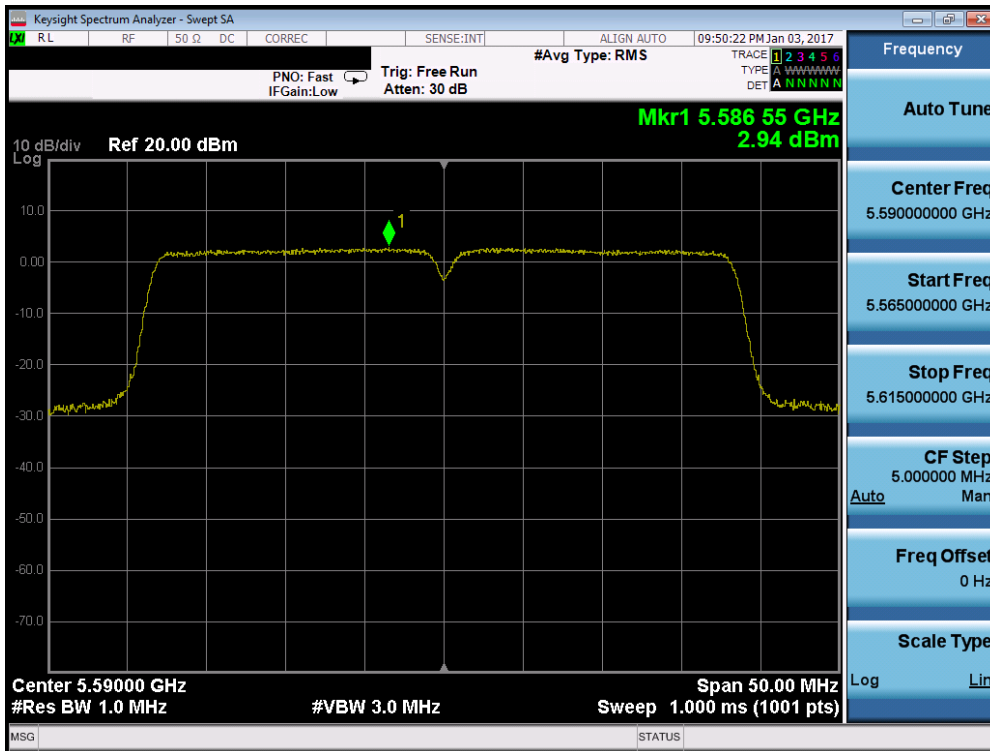 Keysight Spectrum Analyzer - Swept SA
LXI RL RF 50 Ω DC CORREC SENSE:INT ALIGN AUTO 09:50:22 PM Jan 03, 2017
#Avg Type: RMS
TRACE 1 2 3 4 5 6
TYPE A WWWWW
DET A N N N N N
PNO: Fast
IFGain:Low
Trig: Free Run
Atten: 30 dB
Mkr1 5.586 55 GHz
2.94 dBm
10 dB/div
Log
Ref 20.00 dBm
1
10.0
0.00
-10.0
-20.0
-30.0
-40.0
-50.0
-60.0
-70.0
Center 5.59000 GHz
Span 50.00 MHz
#Res BW 1.0 MHz
#VBW 3.0 MHz
Sweep 1.000 ms (1001 pts)
MSG
STATUS
Frequency
Auto Tune
Center Freq
5.590000000 GHz
Start Freq
5.565000000 GHz
Stop Freq
5.615000000 GHz
CF Step
5.000000 MHz
Auto Man
Freq Offset
0 Hz
Scale Type
Log Lin